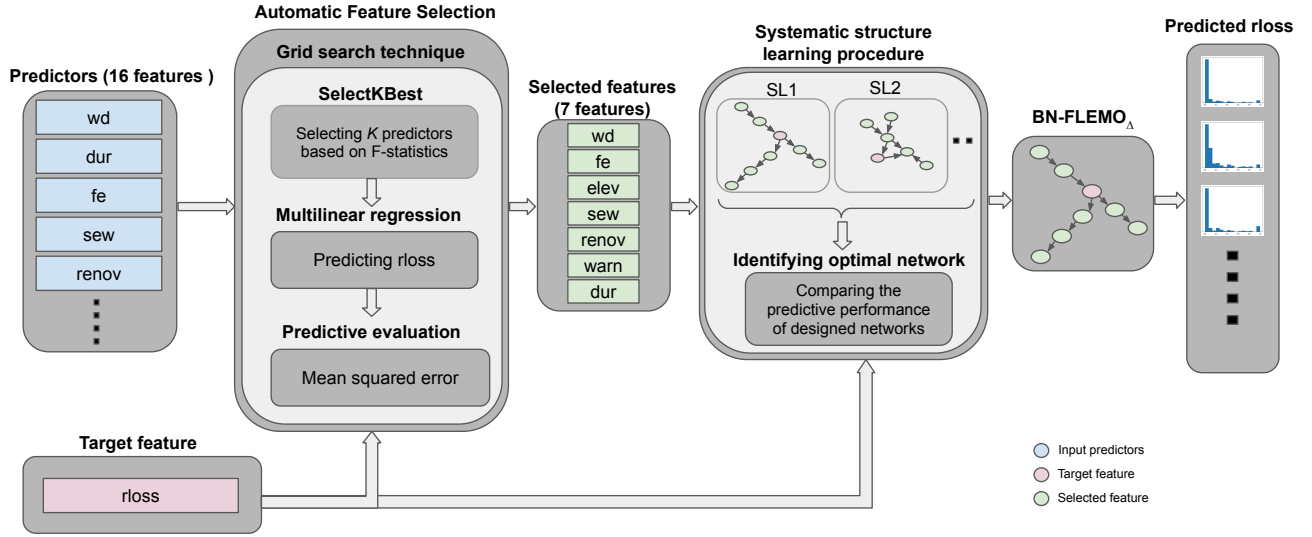 Automatic Feature Selection
Predictors (16 features )
wd
dur
fe
sew
renov
Target feature
rloss
Grid search technique
SelectKBest
Selecting K predictors
based on F-statistics
Multilinear regression
Predicting rloss
Predictive evaluation
Mean squared error
Selected features
(7 features)
wd
fe
elev
sew
renov
warn
dur
Systematic structure
learning procedure
SL1
SL2
Identifying optimal network
Comparing the
predictive performance
of designed networks
BN-FLEMOΔ
Predicted rloss
Input predictors
Target feature
Selected feature